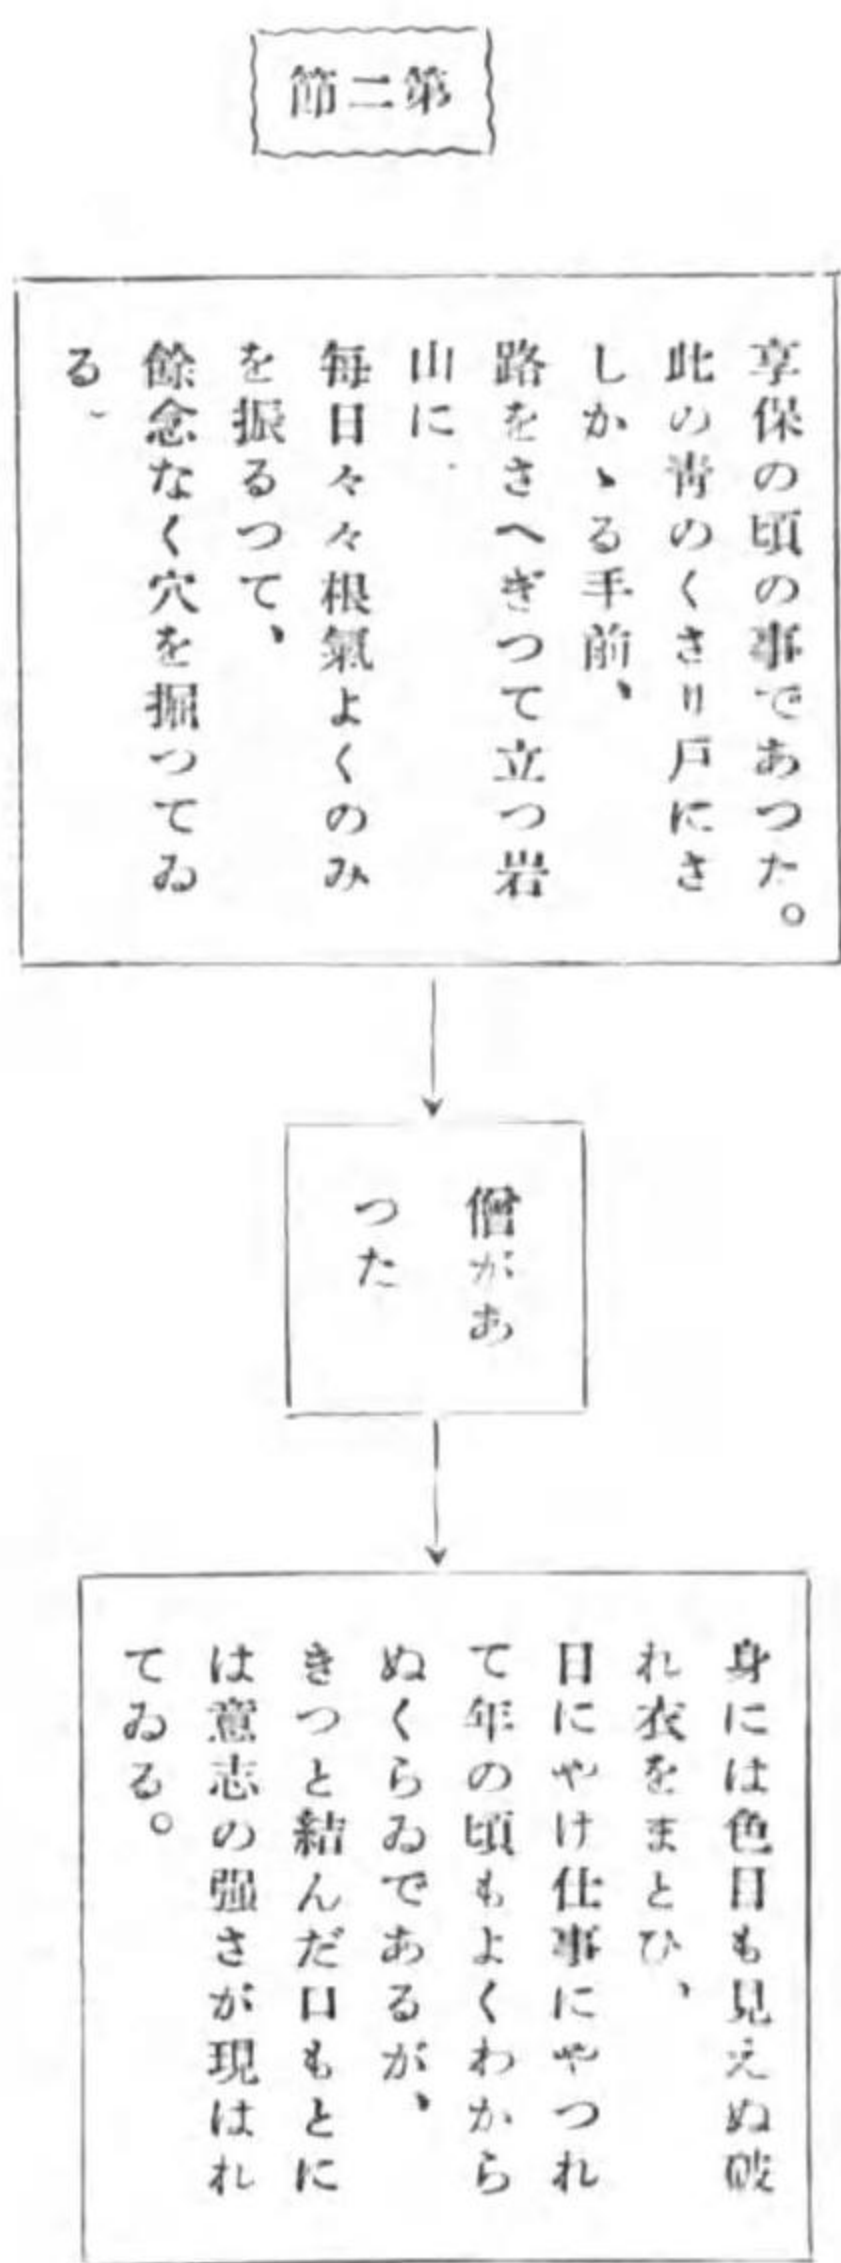 第二節
享保の頃の事であつた。
此の青のくさり戸にさ
しかゝる手前、
路をさへぎつて立つ岩
山に、
每日々々根氣よくのみ
を振るつて、
餘念なく穴を掘つてゐ
る、
僧があ
つた
身には色目も見えぬ破
れ衣をまとひ、
日にやけ仕事にやつれ
て年の頃もよくわから
ぬくらゐであるが、
きつと結んだ口もとに
は意志の强さが現はれ
てゐる。